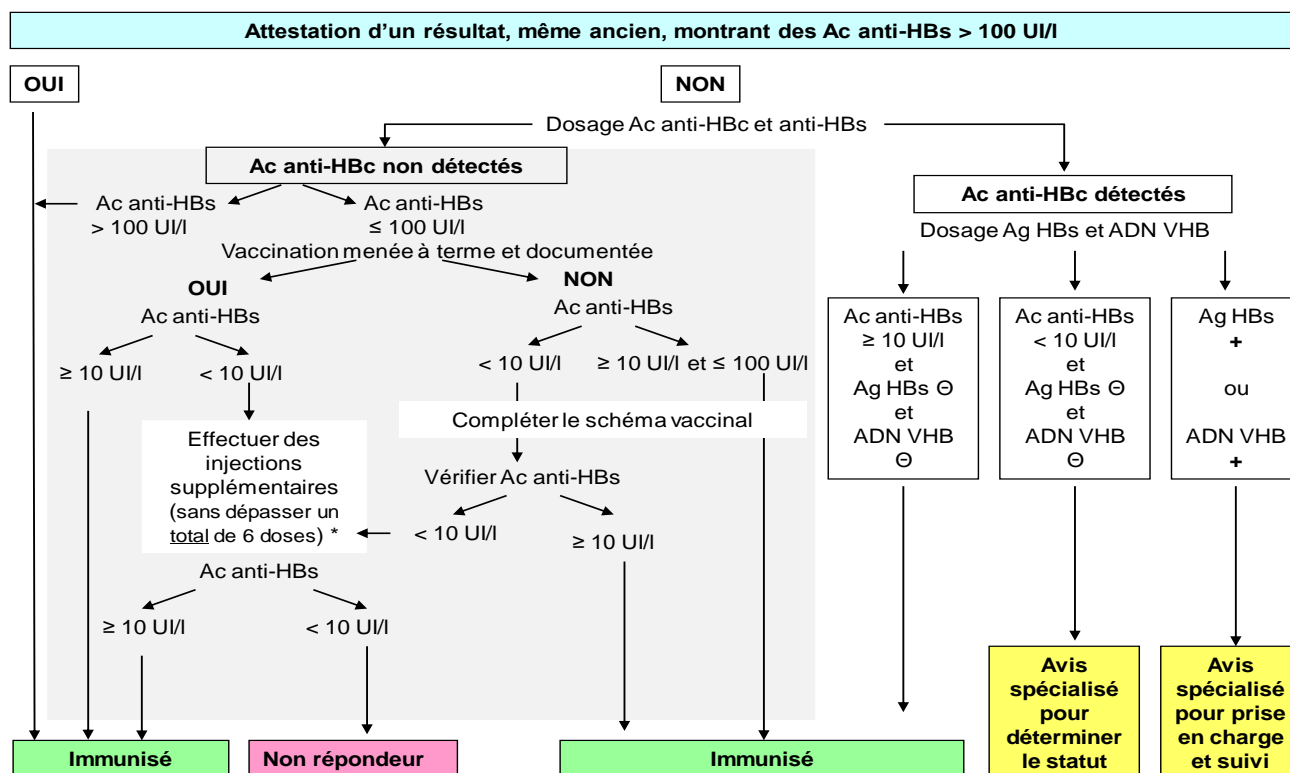 Attestation d'un résultat, même ancien, montrant des Ac anti-HBs > 100 UI/l
OUI
NON
Dosage Ac anti-HBc et anti-HBs
Ac anti-HBc non détectés
Ac anti-HBs
> 100 UI/l
Ac anti-HBs
≤ 100 UI/l
Vaccination menée à terme et documentée
OUI
Ac anti-HBs
≥ 10 UI/l
< 10 UI/l
NON
Ac anti-HBs
< 10 UI/l
≥ 10 UI/l et ≤ 100 UI/l
Effectuer des
injections
supplémentaires
(sans dépasser un
total de 6 doses) *
Compléter le schéma vaccinal
Vérifier Ac anti-HBs
< 10 UI/l
≥ 10 UI/l
Ac anti-HBs
≥ 10 UI/l
< 10 UI/l
Ac anti-HBc détectés
Dosage Ag HBs et ADN VHB
Ac anti-HBs
≥ 10 UI/l
et
Ag HBs Θ
et
ADN VHB
Θ
Ac anti-HBs
< 10 UI/l
et
Ag HBs Θ
et
ADN VHB
Θ
Ag HBs
+
ou
ADN VHB
+
Immunisé
Non répondeur
Immunisé
Avis
spécialisé
pour
déterminer
le statut
Avis
spécialisé
pour prise
en charge
et suivi